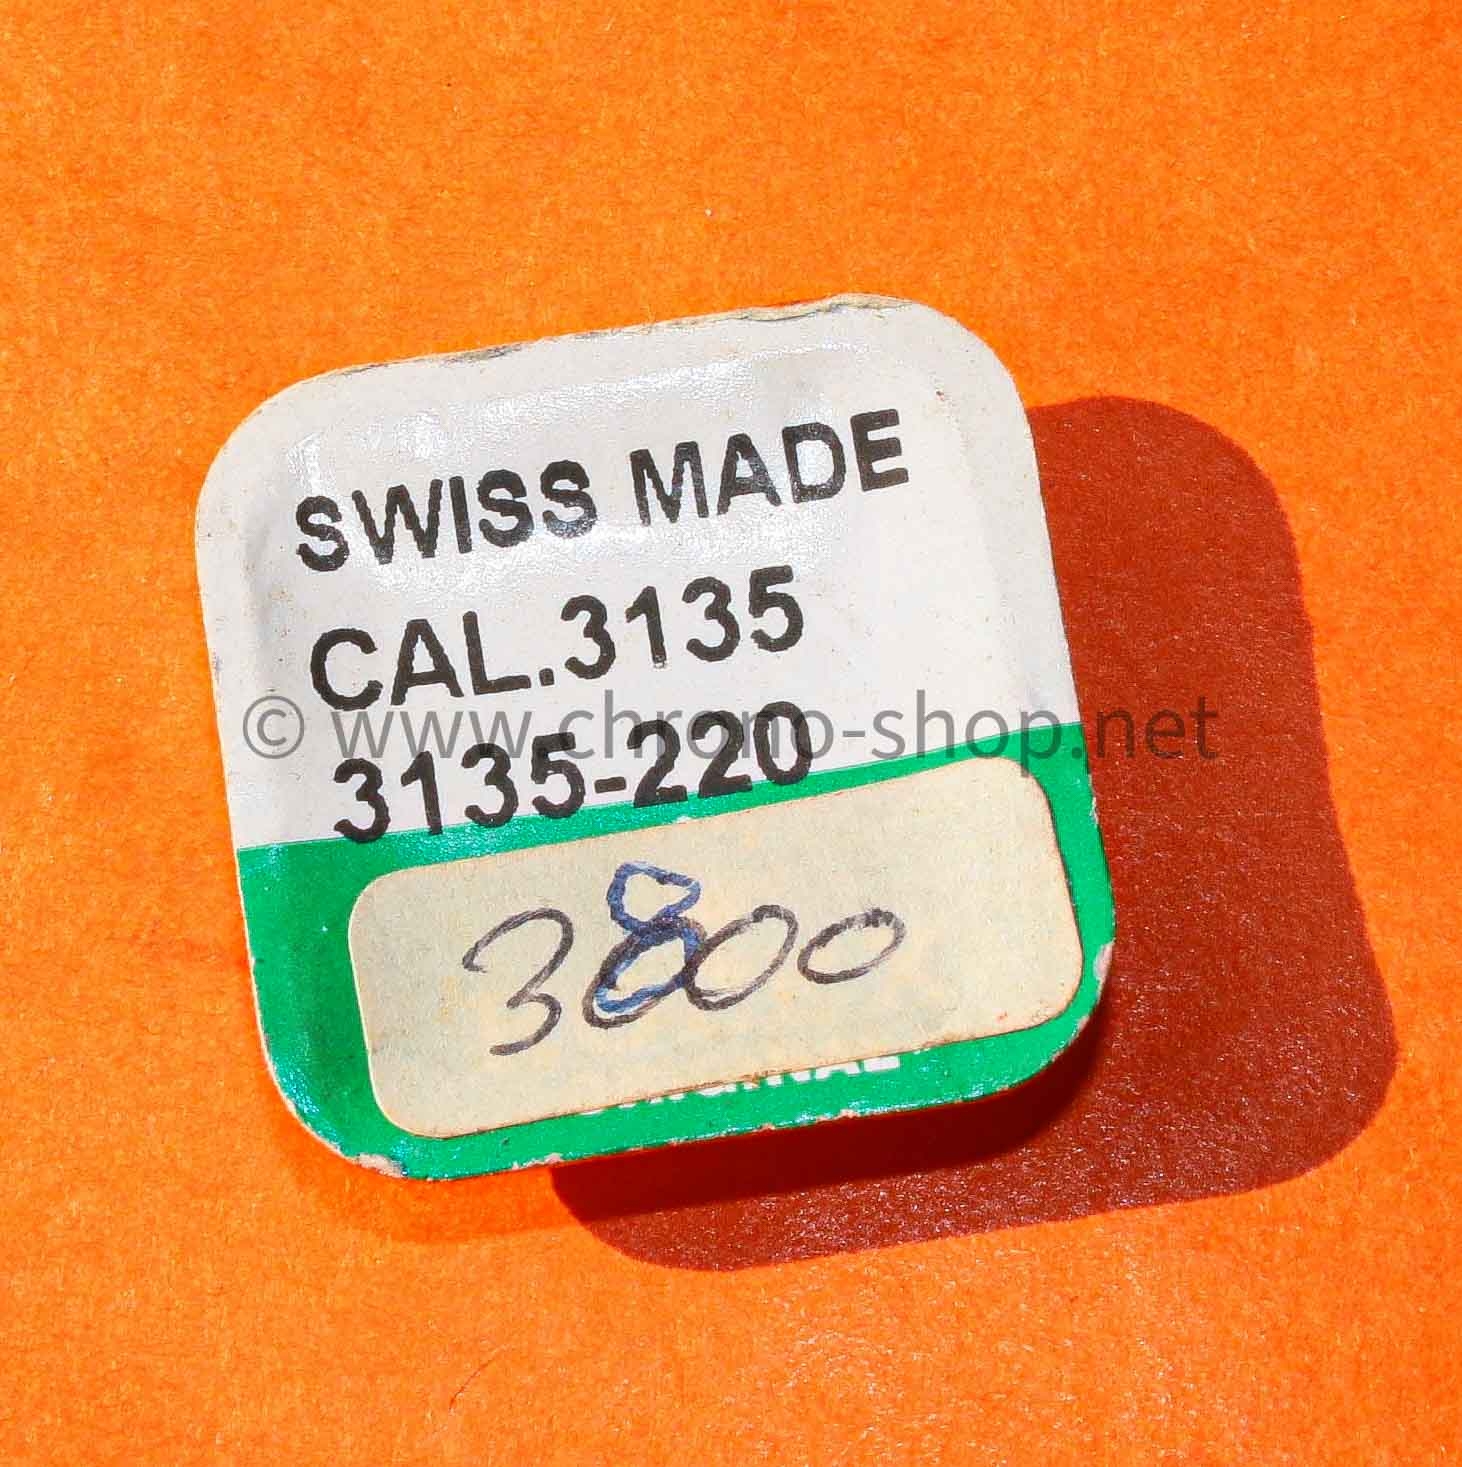 SWISS MADE
CAL.3135
3135-220
© www.chrono-shop.net
3800